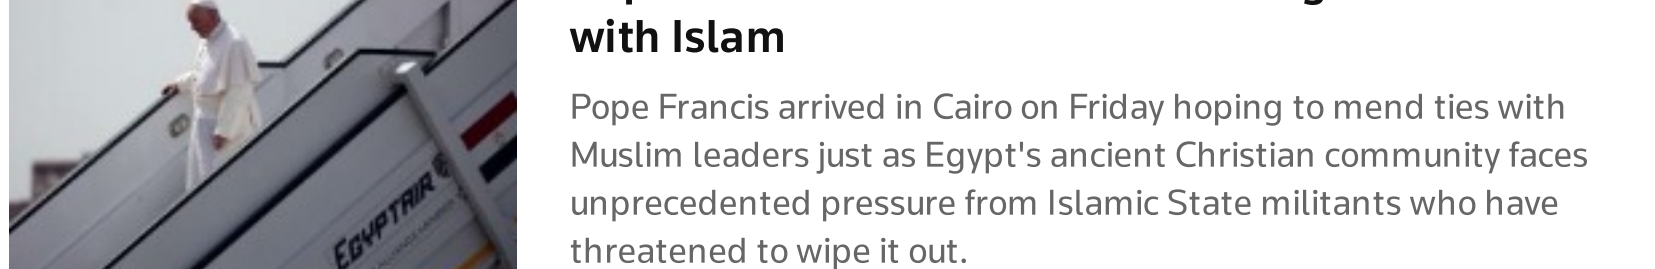 with Islam
Pope Francis arrived in Cairo on Friday hoping to mend ties with
Muslim leaders just as Egypt's ancient Christian community faces
unprecedented pressure from Islamic State militants who have
threatened to wipe it out.
EGYPTAIR